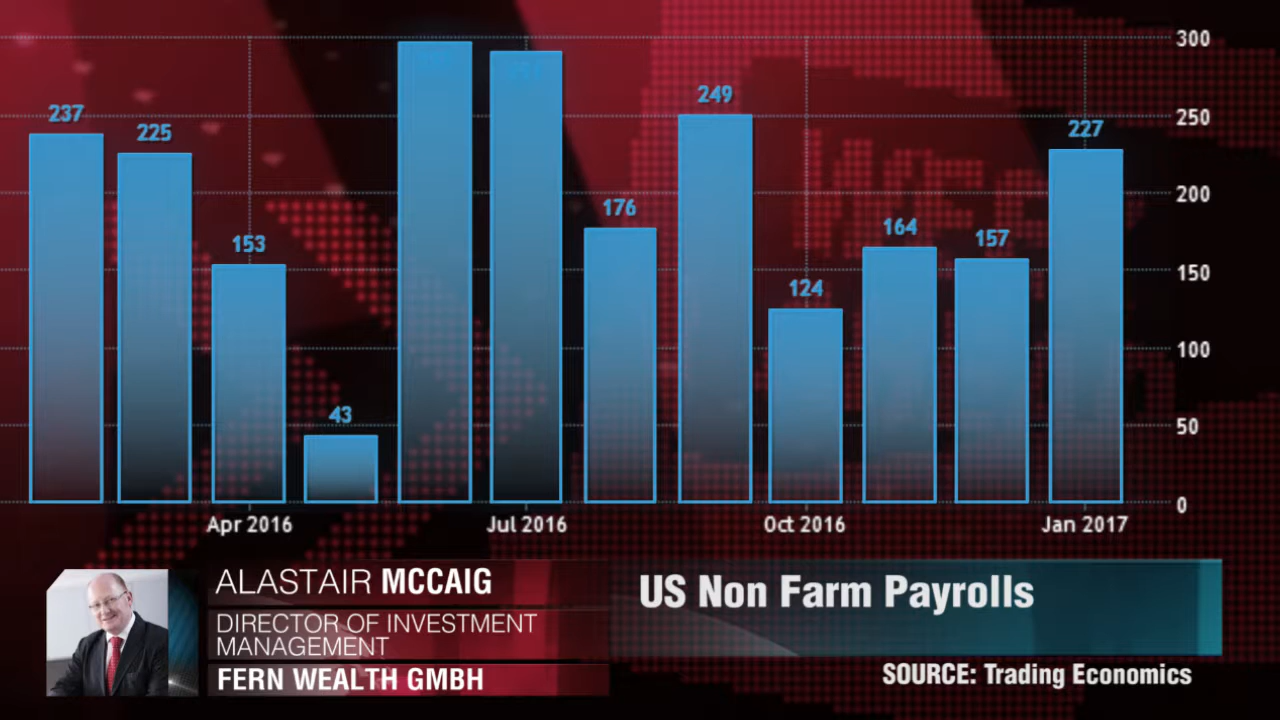 300
237
225
249
250
227
200
176
153
164
157
150
124
100
43
50
0
Apr 2016
Jul 2016
Oct 2016
Jan 2017
ALASTAIR MCCAIG
DIRECTOR OF INVESTMENT
MANAGEMENT
FERN WEALTH GMBH
US Non Farm Payrolls
SOURCE: Trading Economics